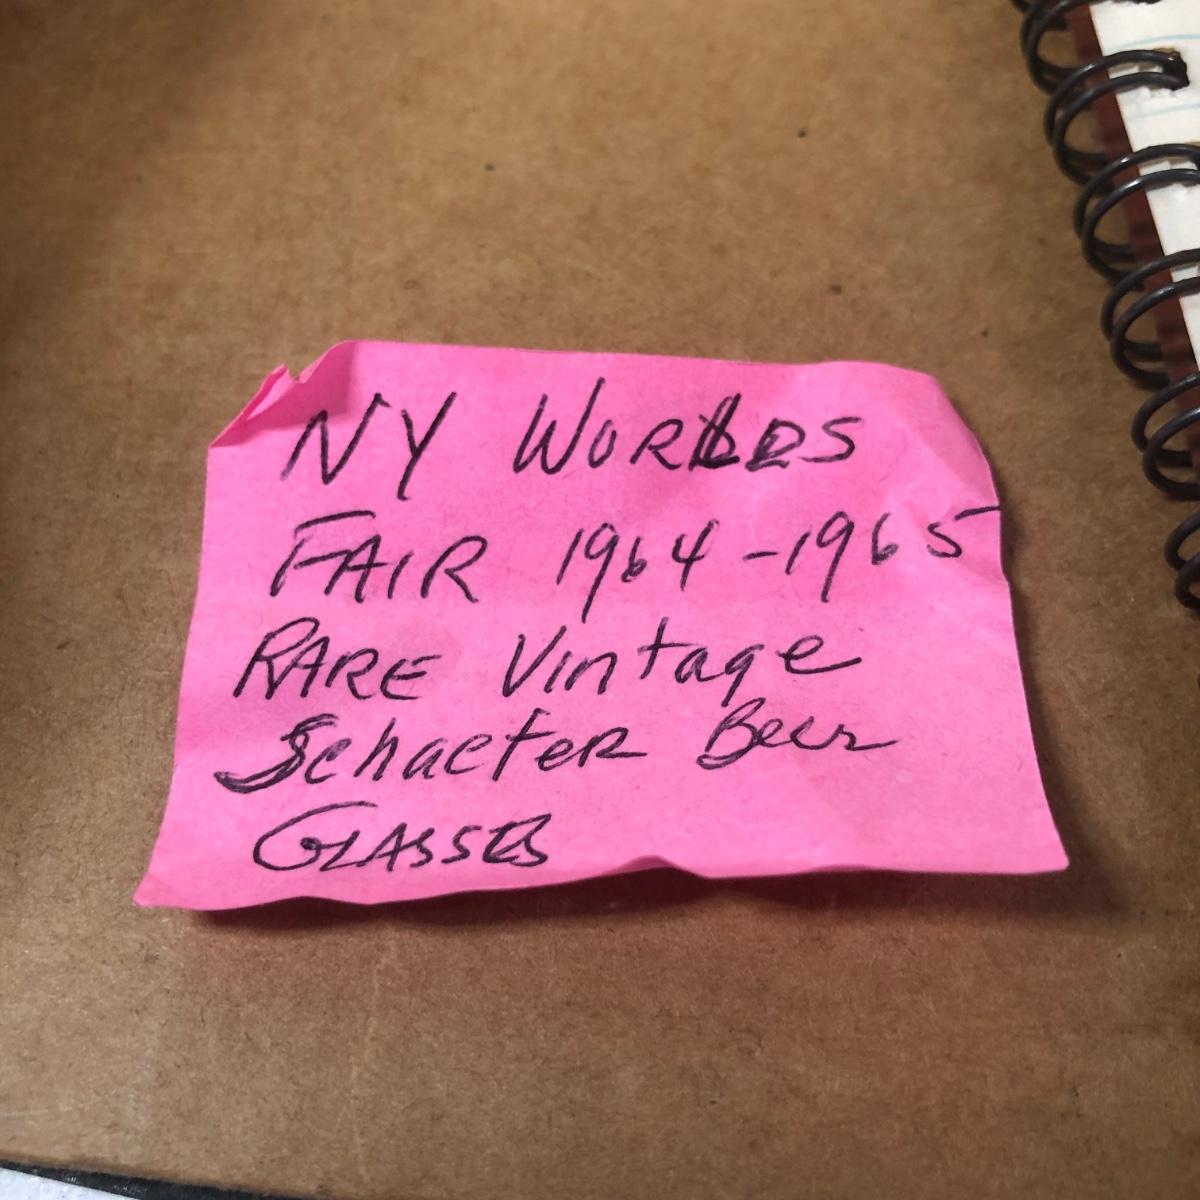 NY WORLDS
FAIR 1964-1965
RARE Vintage
Schaefer Beer
GLASSES